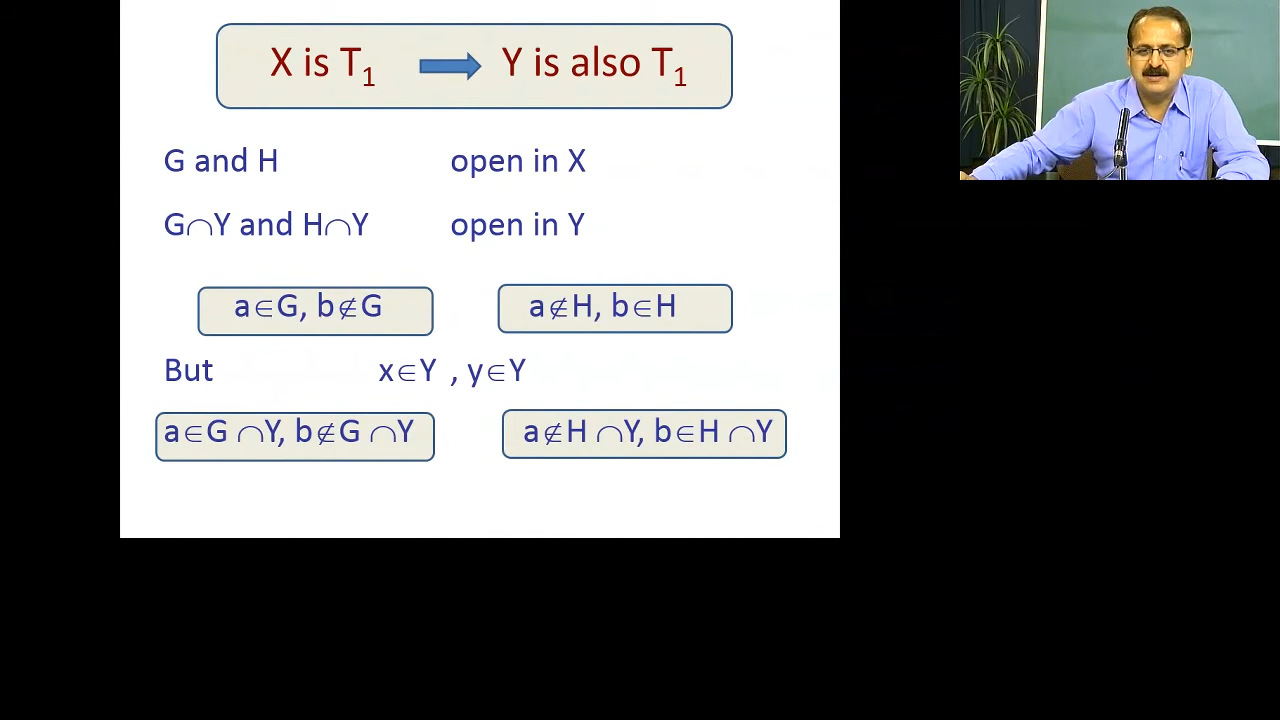 X is T₁ Y is also T₁
G and H open in X
G∩Y and H∩Y open in Y
a∈G, b∉G a∉H, b∈H
But x∈Y , y∈Y
a∈G ∩Y, b∉G ∩Y a∉H ∩Y, b∈H ∩Y